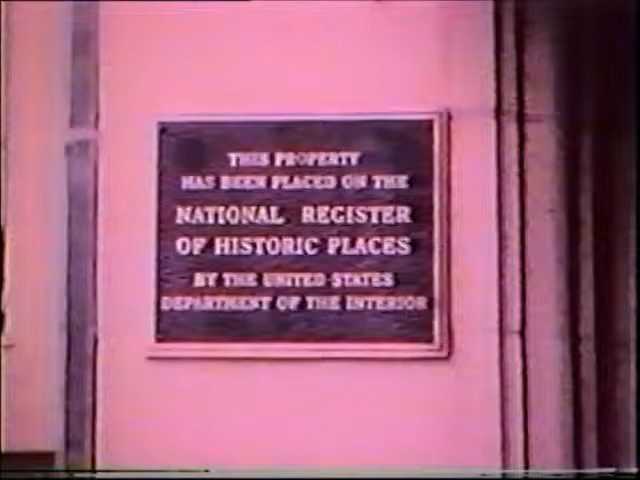 THIS PROPERTY
HAS BEEN PLACED ON THE
NATIONAL REGISTER
OF HISTORIC PLACES
BY THE UNITED STATES
DEPARTMENT OF THE INTERIOR